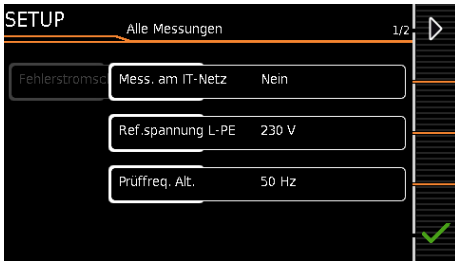 SETUP
Alle Messungen
1/2
Mess. am IT-Netz Nein
Ref.spannung L-PE 230 V
Prüffreq. Alt. 50 Hz